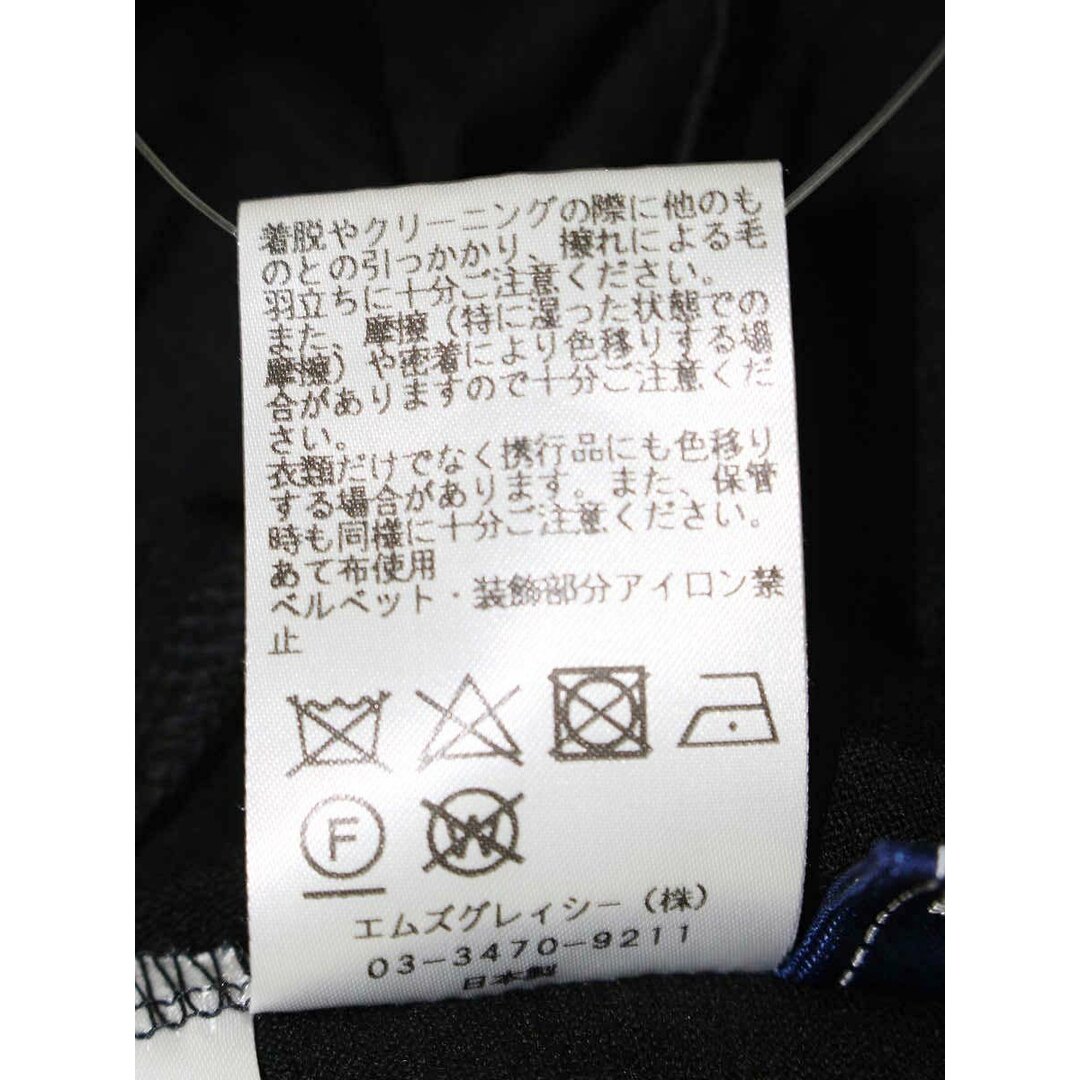 着脱やクリーニングの際に他のも
のとの引っかかり、擦れによる毛
羽立ちに十分ご注意ください。
また、摩擦(特に湿った状態での
摩擦)や密着により色移りする場
合がありますので十分ご注意くだ
さい。
衣類だけでなく携行品にも色移り
する場合があります。また、保管
時も同様に十分ご注意ください。
あて布使用
ベルベット・装飾部分アイロン禁
止
F
W
エムズグレィシー(株)
03-3470-9211
日本製